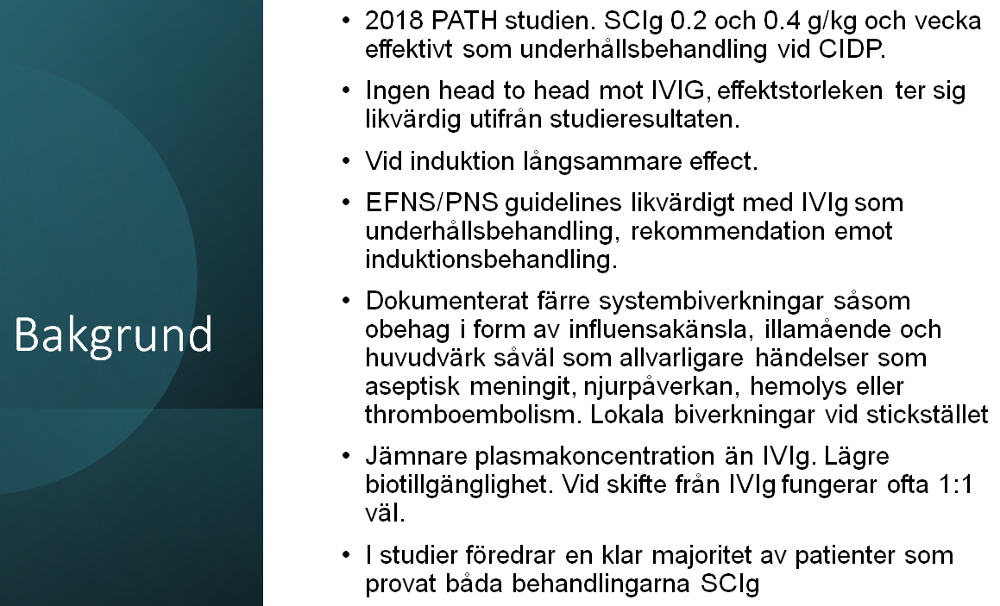 Bakgrund
• 2018 PATH studien. SCIg 0.2 och 0.4 g/kg och vecka
effektivt som underhållsbehandling vid CIDP.
• Ingen head to head mot IVIG, effektstorleken ter sig
likvärdig utifrån studieresultaten.
• Vid induktion långsammare effect.
• EFNS/PNS guidelines likvärdigt med IVIg som
underhållsbehandling, rekommendation emot
induktionsbehandling.
• Dokumenterat färre systembiverkningar såsom
obehag i form av influensakänsla, illamående och
huvudvärk såväl som allvarligare händelser som
aseptisk meningit, njurpåverkan, hemolys eller
thromboembolism. Lokala biverkningar vid stickstället
• Jämnare plasmakoncentration än IVIg. Lägre
biotillgänglighet. Vid skifte från IVIg fungerar ofta 1:1
väl.
• I studier föredrar en klar majoritet av patienter som
provat båda behandlingarna SCIg